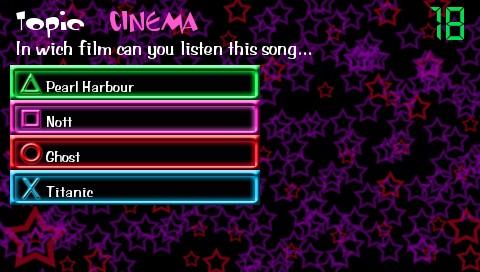 Topic CINEMA
18
In wich film can you listen this song...
Pearl Harbour
Nott
Ghost
Titanic